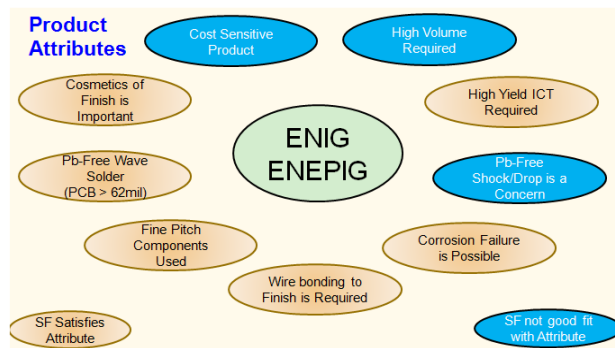 Product
Attributes
Cost Sensitive
Product
High Volume
Required
Cosmetics of
Finish is
Important
High Yield ICT
Required
ENIG
ENEPIG
Pb-Free Wave
Solder
(PCB > 62mil)
Pb-Free
Shock/Drop is a
Concern
Fine Pitch
Components
Used
Corrosion Failure
is Possible
Wire bonding to
Finish is Required
SF Satisfies
Attribute
SF not good fit
with Attribute